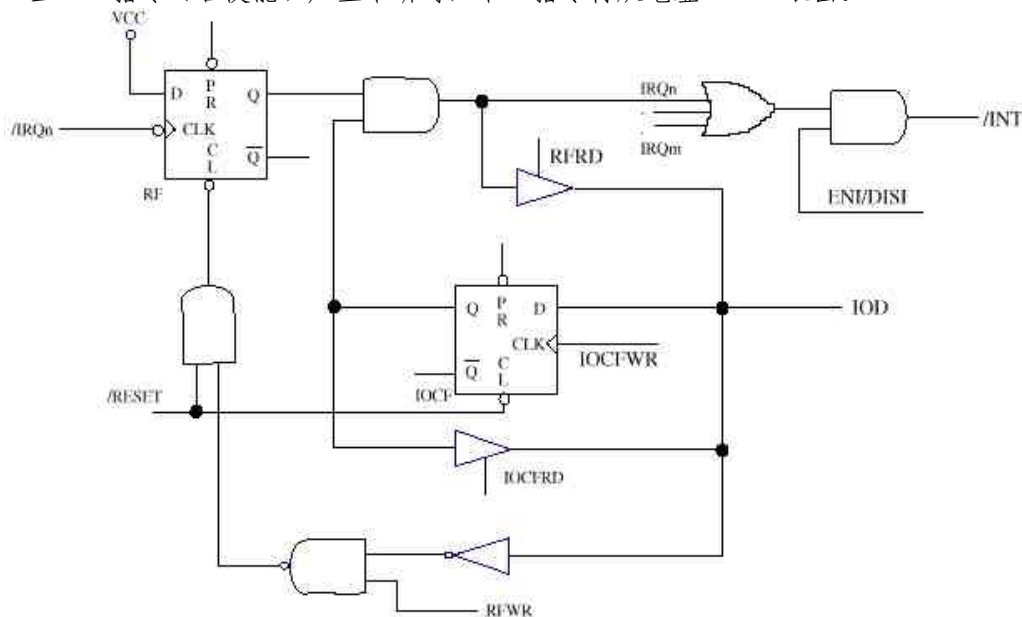 VCC
D
P
R
Q
/IRQn
CLK
C
L
Q
RF
IRQn
IRQm
/INT
RFRD
ENI/DISI
Q
P
R
D
IOD
CLK
IOCFWR
Q
C
L
IOCF
/RESET
IOCFRD
RFWR